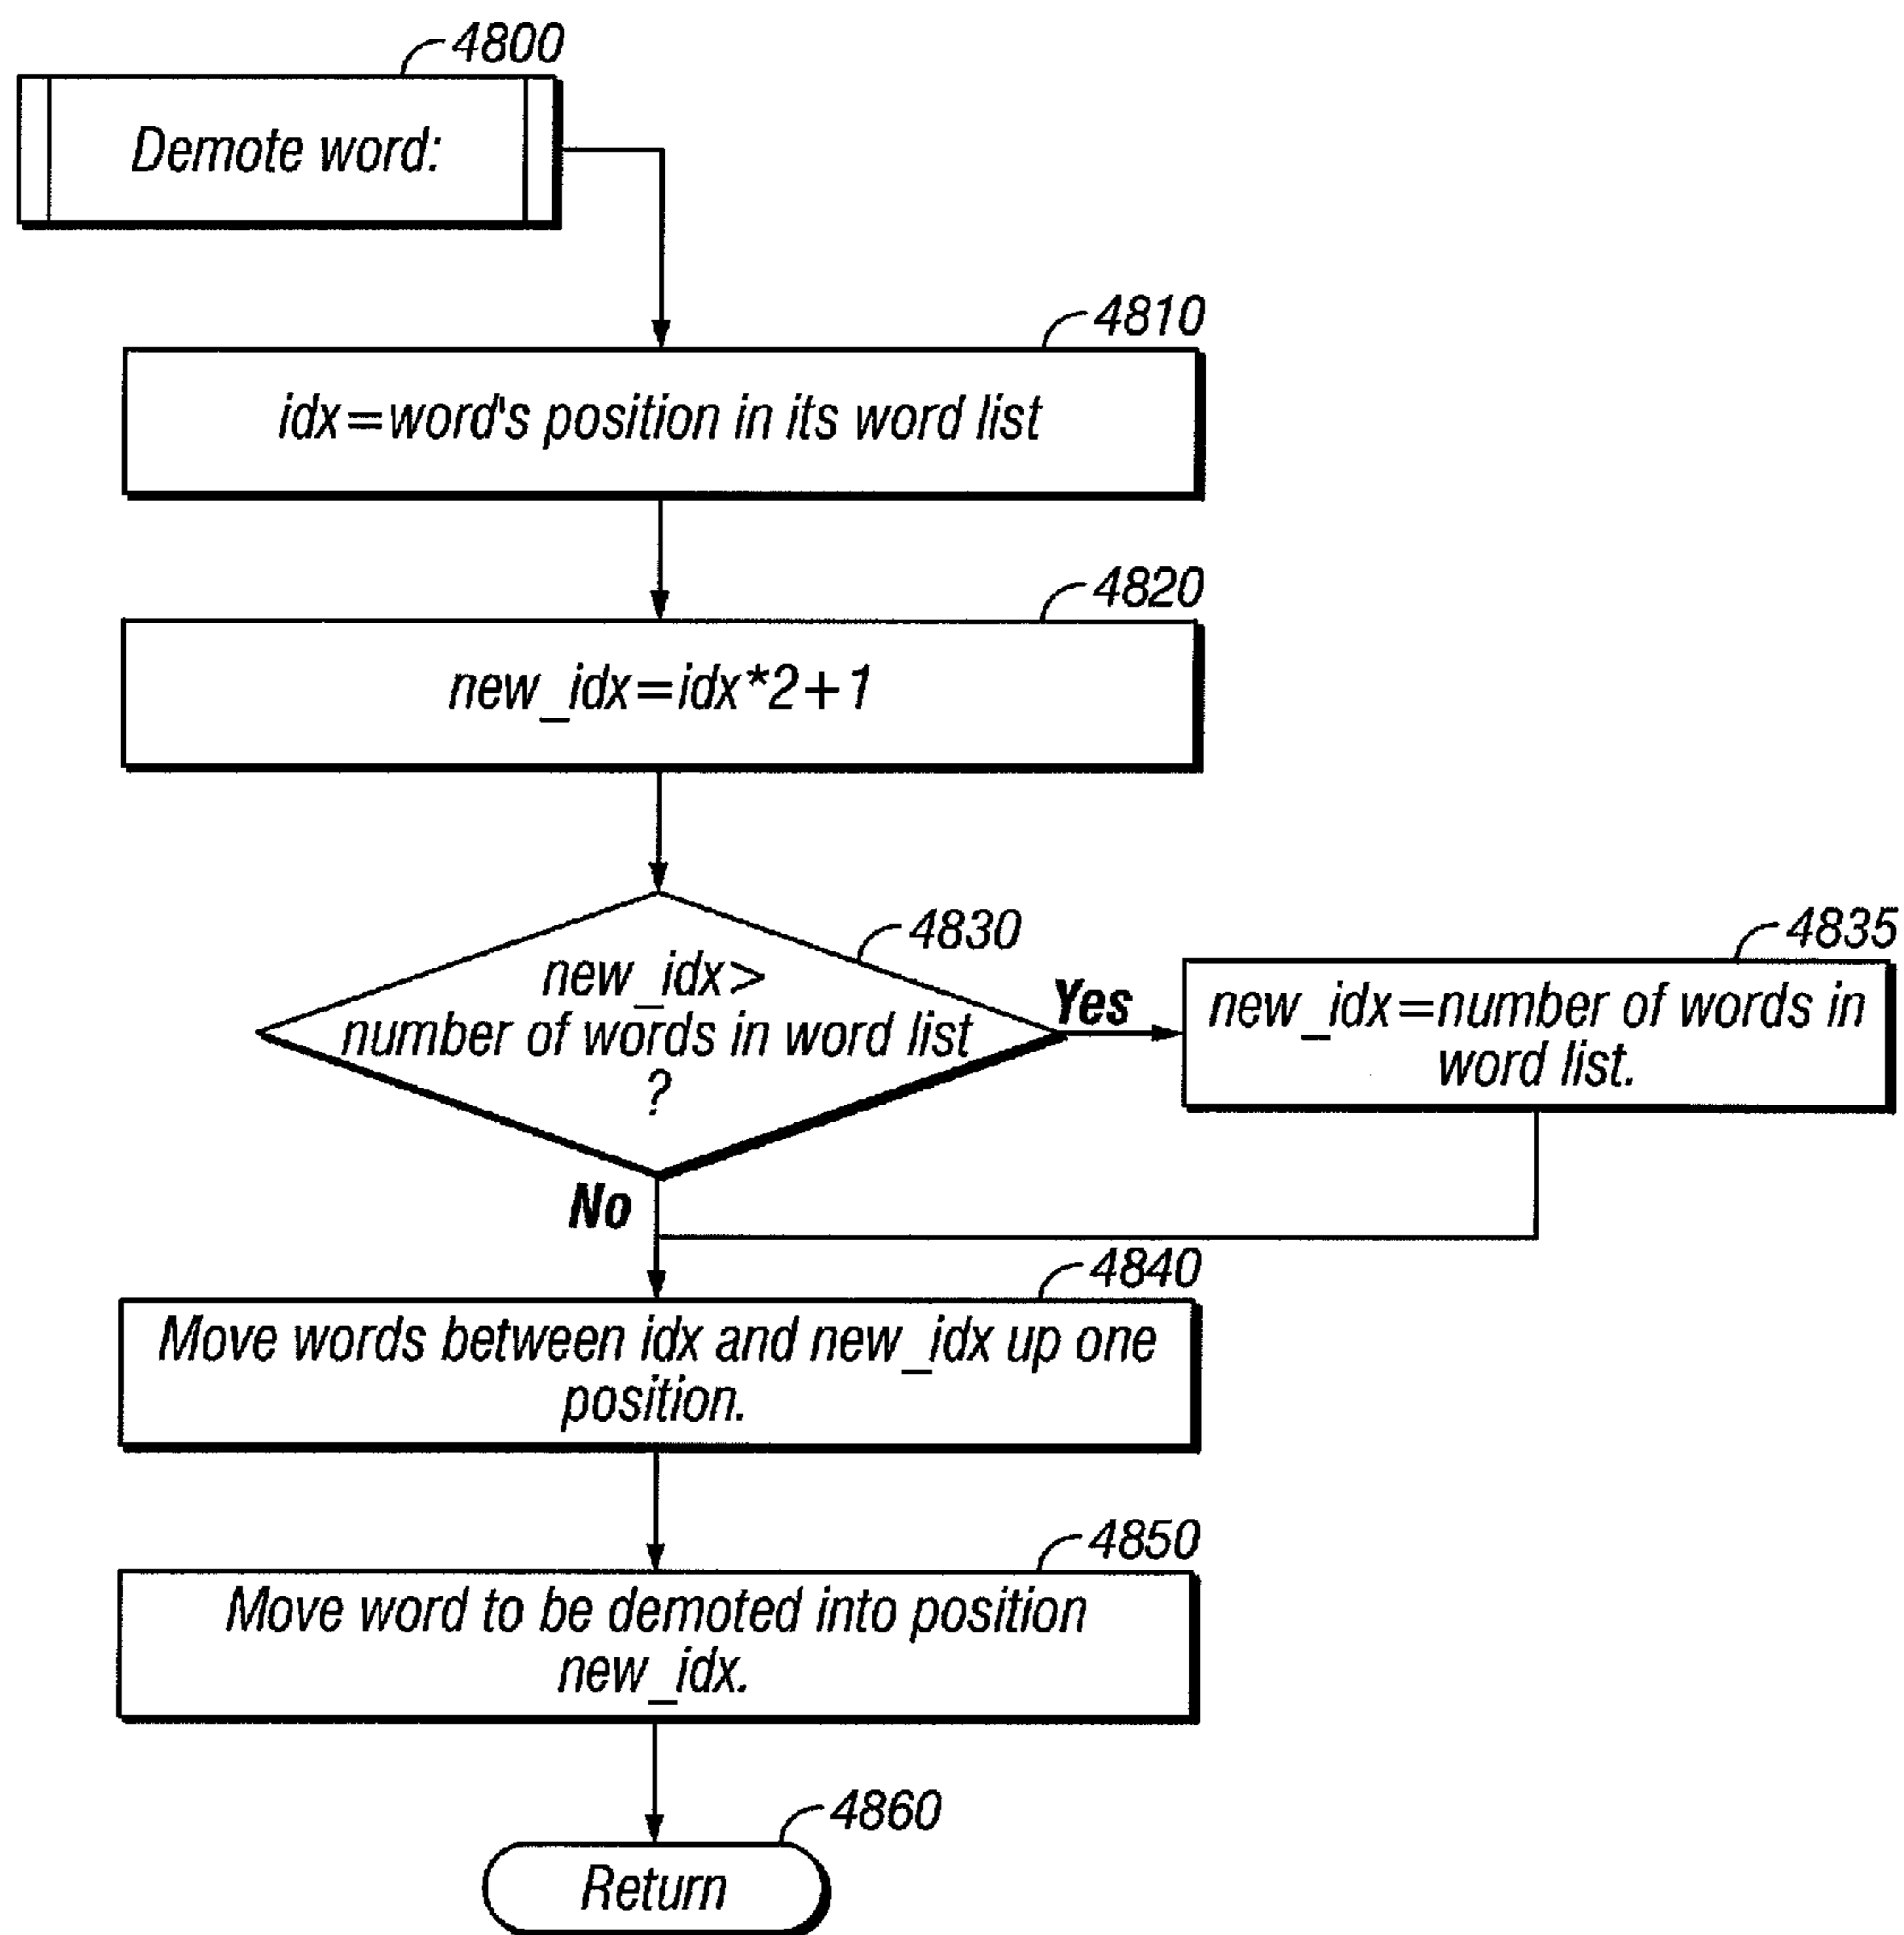 4800
Demote word:
4810
idx=word's position in its word list
4820
new_idx=idx*2+1
4830
new_idx>
number of words in word list
?
Yes
4835
new_idx=number of words in
word list.
No
4840
Move words between idx and new_idx up one
position.
4850
Move word to be demoted into position
new_idx.
4860
Return